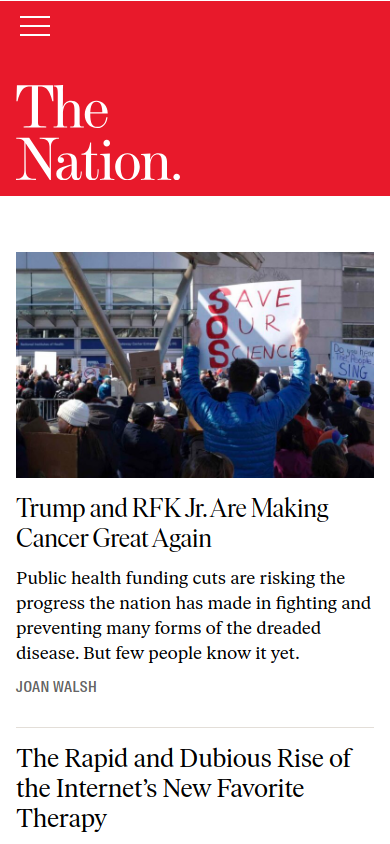 The
Nation.
SAVE
OUR
SCIENCE
Do you hear
the People
SING
Trump and RFK Jr. Are Making
Cancer Great Again
Public health funding cuts are risking the
progress the nation has made in fighting and
preventing many forms of the dreaded
disease. But few people know it yet.
JOAN WALSH
The Rapid and Dubious Rise of
the Internet’s New Favorite
Therapy